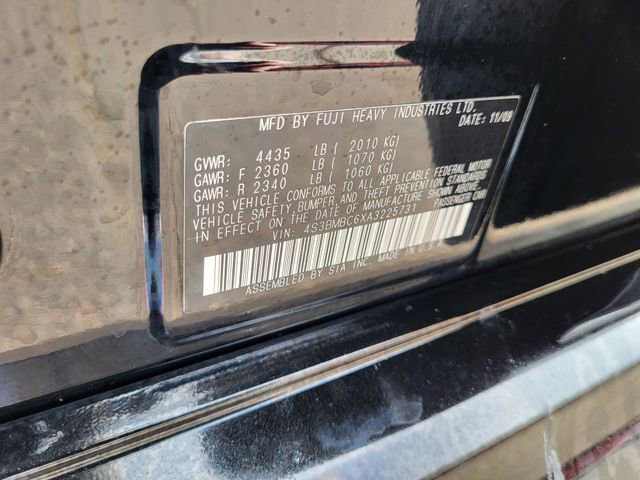 MFD BY FUJI HEAVY INDUSTRIES LTD.
DATE: 11/09
GVWR: 4435 LB ( 2010 KG)
GAWR: F 2360 LB ( 1070 KG)
GAWR: R 2340 LB ( 1060 KG)
THIS VEHICLE CONFORMS TO ALL APPLICABLE FEDERAL MOTOR
VEHICLE SAFETY, BUMPER, AND THEFT PREVENTION STANDARDS
IN EFFECT ON THE DATE OF MANUFACTURE SHOWN ABOVE.
VIN: 4S3BMBC6XA3225731 PASSENGER CAR
ASSEMBLED BY SIA INC. MADE IN U.S.A